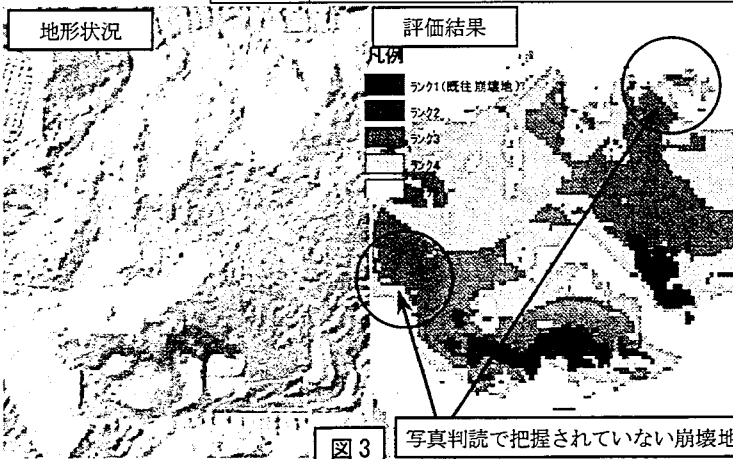 地形状況
評価結果
凡例
ランク1(既往崩壊地)
ランク2
ランク3
ランク4
図3
写真判読で把握されていない崩壊地